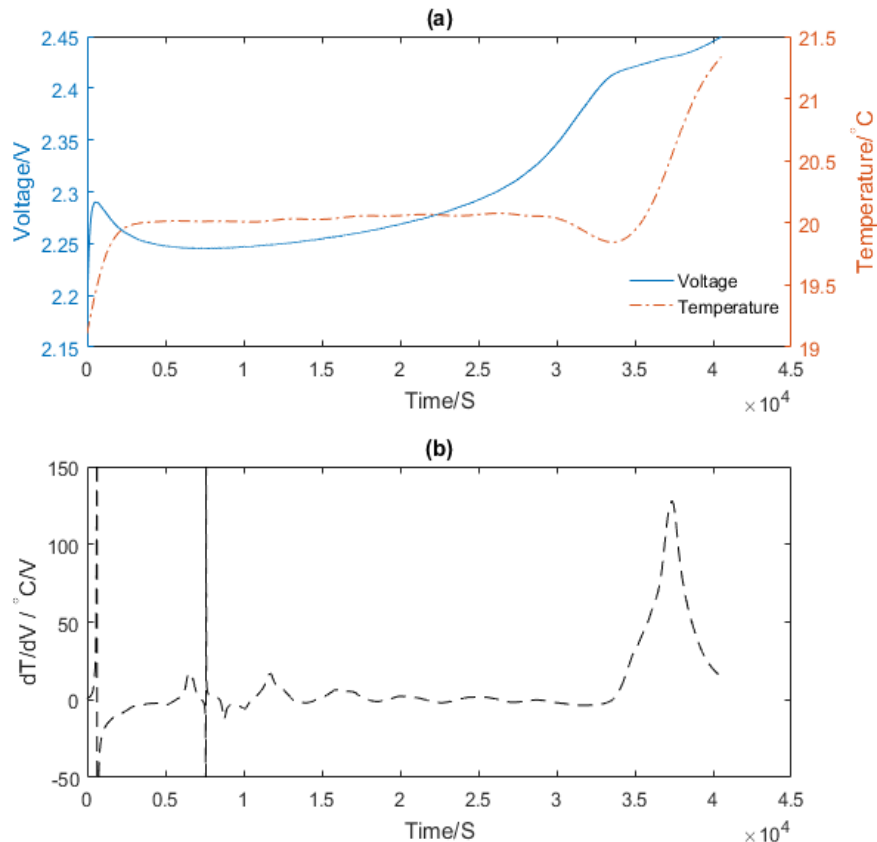 (a)
2.45
2.4
2.35
2.3
2.25
2.2
2.15
Voltage/V
21.5
21
20.5
20
19.5
19
Temperature/°C
Voltage
Temperature
0 0.5 1 1.5 2 2.5 3 3.5 4 4.5
Time/S
×10⁴
(b)
150
100
50
0
-50
dT/dV / °C/V
0 0.5 1 1.5 2 2.5 3 3.5 4 4.5
Time/S
×10⁴